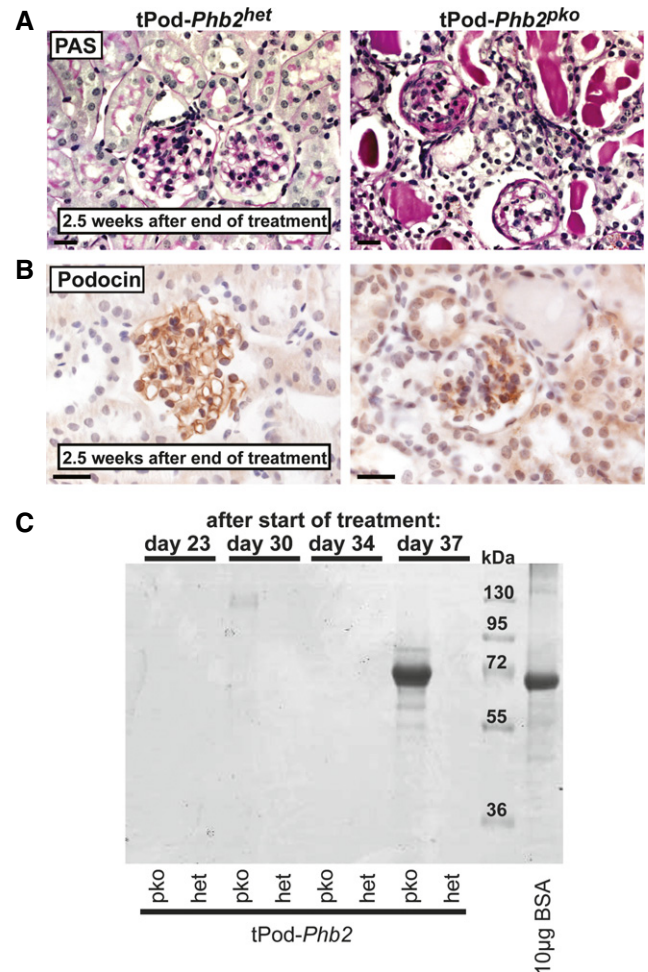 A
tPod-Phb2het
tPod-Phb2pko
PAS
2.5 weeks after end of treatment
B
Podocin
2.5 weeks after end of treatment
C
after start of treatment:
day 23 day 30 day 34 day 37
kDa
130
95
72
55
36
pko het pko het pko het pko het
10µg BSA
tPod-Phb2